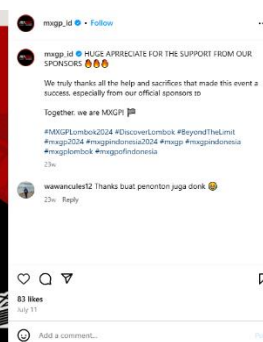 mxgp_id • Follow
mxgp_id HUGE APRRECIATE FOR THE SUPPORT FROM OUR
SPONSORS 🔥🔥🔥
We truly thanks all the help and sacrifices that made this event a
success, especially from our official sponsors to
Together, we are MXGP! 🏁
#MXGPLombok2024 #DiscoverLombok #BeyondTheLimit
#mxgp2024 #mxgpindonesia2024 #mxgp #mxgpindonesia
#mxgplombok #mxgpofindonesia
23w
wawancules12 Thanks buat penonton juga donk 😄
23w Reply
83 likes
July 11
Add a comment...